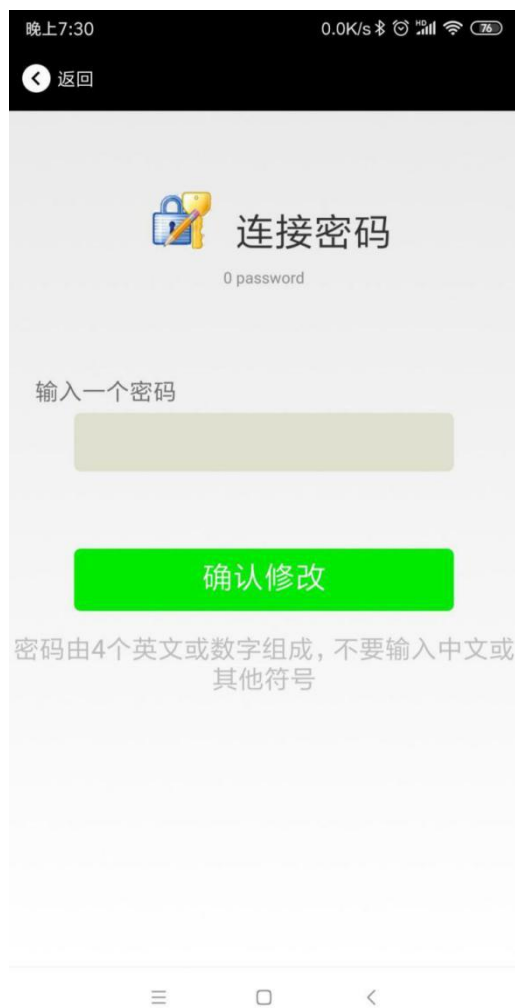 晚上7:30 0.0K/s HD 76
返回
连接密码
0 password
输入一个密码
确认修改
密码由4个英文或数字组成，不要输入中文或
其他符号